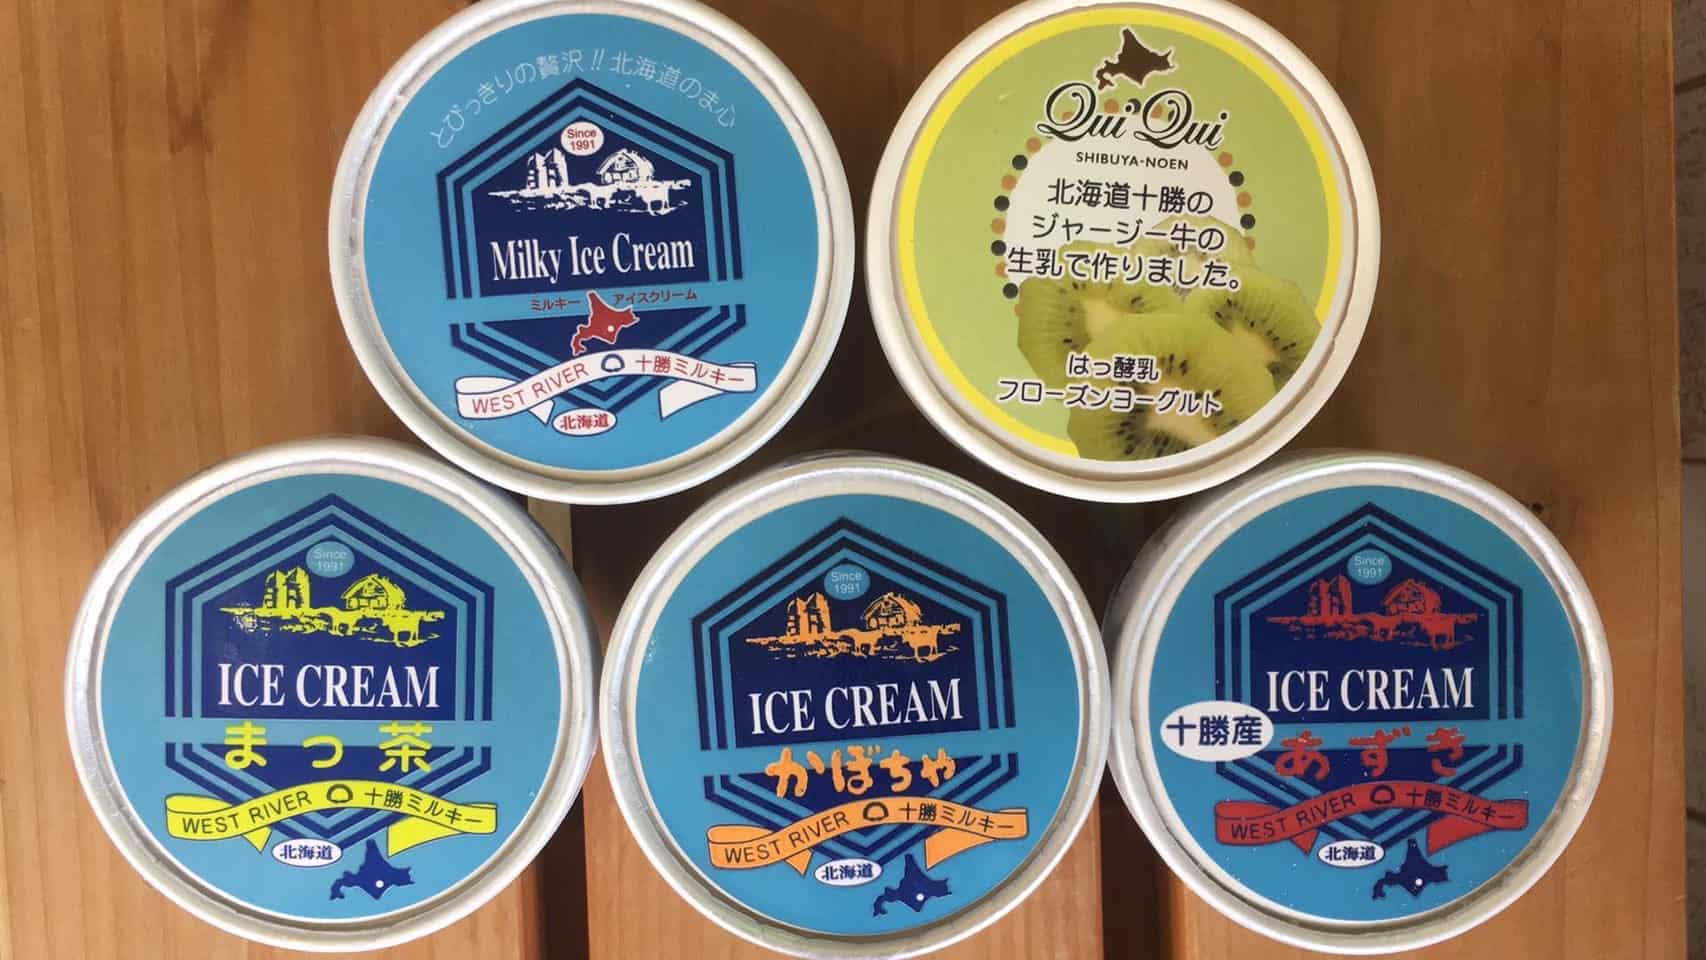 とびっきりの贅沢!!北海道のま心
Since
1991
Milky Ice Cream
ミルキー アイスクリーム
WEST RIVER 十勝ミルキー
北海道
Qui Qui
SHIBUYA-NOEN
北海道十勝の
ジャージー牛の
生乳で作りました。
はっ酵乳
フローズンヨーグルト
Since
1991
ICE CREAM
まっ茶
WEST RIVER 十勝ミルキー
北海道
Since
1991
ICE CREAM
かぼちゃ
WEST RIVER 十勝ミルキー
北海道
Since
1991
ICE CREAM
十勝産
あずき
WEST RIVER 十勝ミルキー
北海道